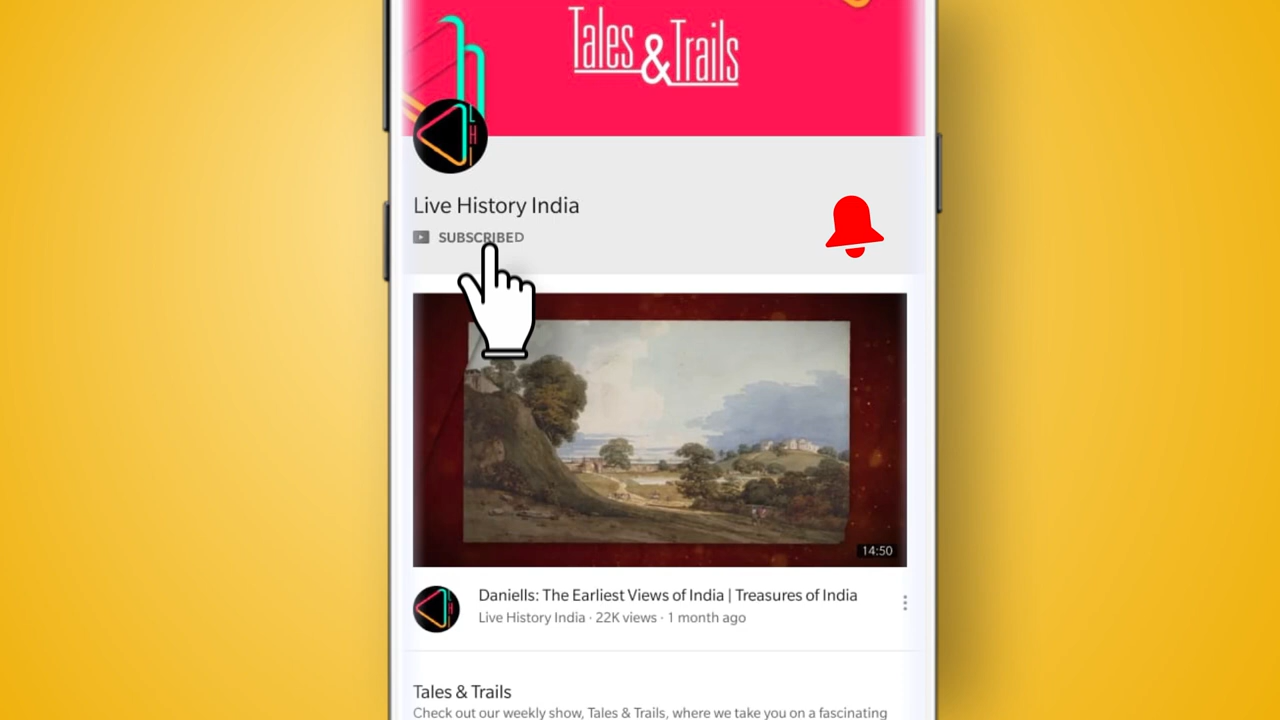 Tales & Trails
LHI
Live History India
SUBSCRIBED
14:50
Daniells: The Earliest Views of India | Treasures of India
Live History India · 22K views · 1 month ago
Tales & Trails
Check out our weekly show, Tales & Trails, where we take you on a fascinating